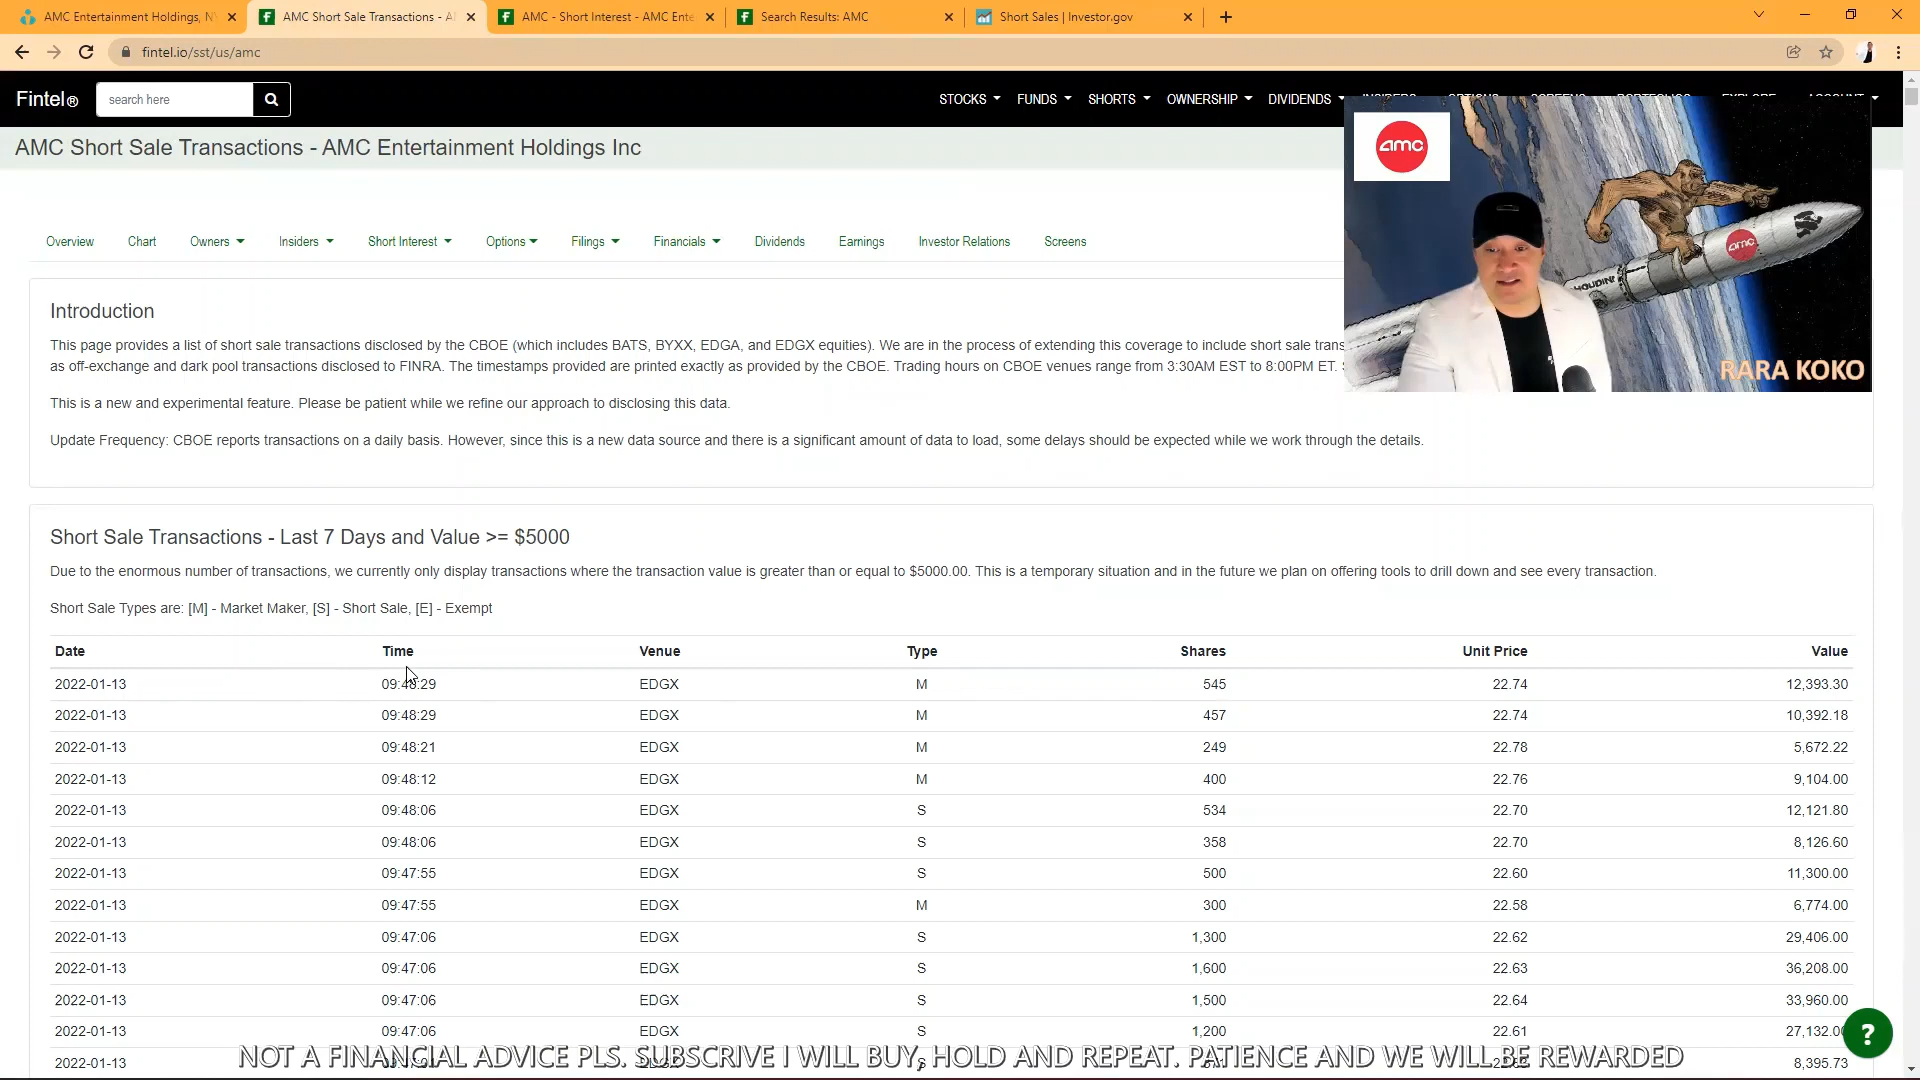 AMC Entertainment Holdings, NY
AMC Short Sale Transactions - A
AMC - Short Interest - AMC Ente
Search Results: AMC
Short Sales | Investor.gov
fintel.io/sst/us/amc
Fintel®
search here
STOCKS
FUNDS
SHORTS
OWNERSHIP
DIVIDENDS
AMC Short Sale Transactions - AMC Entertainment Holdings Inc
amc
amc
HOUDINI
RARA KOKO
Overview
Chart
Owners
Insiders
Short Interest
Options
Filings
Financials
Dividends
Earnings
Investor Relations
Screens
Introduction
This page provides a list of short sale transactions disclosed by the CBOE (which includes BATS, BYXX, EDGA, and EDGX equities). We are in the process of extending this coverage to include short sale trans
as off-exchange and dark pool transactions disclosed to FINRA. The timestamps provided are printed exactly as provided by the CBOE. Trading hours on CBOE venues range from 3:30AM EST to 8:00PM ET.
This is a new and experimental feature. Please be patient while we refine our approach to disclosing this data.
Update Frequency: CBOE reports transactions on a daily basis. However, since this is a new data source and there is a significant amount of data to load, some delays should be expected while we work through the details.
Short Sale Transactions - Last 7 Days and Value >= $5000
Due to the enormous number of transactions, we currently only display transactions where the transaction value is greater than or equal to $5000.00. This is a temporary situation and in the future we plan on offering tools to drill down and see every transaction.
Short Sale Types are: [M] - Market Maker, [S] - Short Sale, [E] - Exempt
Date Time Venue Type Shares Unit Price Value
2022-01-13 09:48:29 EDGX M 545 22.74 12,393.30
2022-01-13 09:48:29 EDGX M 457 22.74 10,392.18
2022-01-13 09:48:21 EDGX M 249 22.78 5,672.22
2022-01-13 09:48:12 EDGX M 400 22.76 9,104.00
2022-01-13 09:48:06 EDGX S 534 22.70 12,121.80
2022-01-13 09:48:06 EDGX S 358 22.70 8,126.60
2022-01-13 09:47:55 EDGX S 500 22.60 11,300.00
2022-01-13 09:47:55 EDGX M 300 22.58 6,774.00
2022-01-13 09:47:06 EDGX S 1,300 22.62 29,406.00
2022-01-13 09:47:06 EDGX S 1,600 22.63 36,208.00
2022-01-13 09:47:06 EDGX S 1,500 22.64 33,960.00
2022-01-13 09:47:06 EDGX S 1,200 22.61 27,132.00
2022-01-13 8,395.73
NOT A FINANCIAL ADVICE PLS. SUBSCRIVE I WILL BUY, HOLD AND REPEAT. PATIENCE AND WE WILL BE REWARDED
?